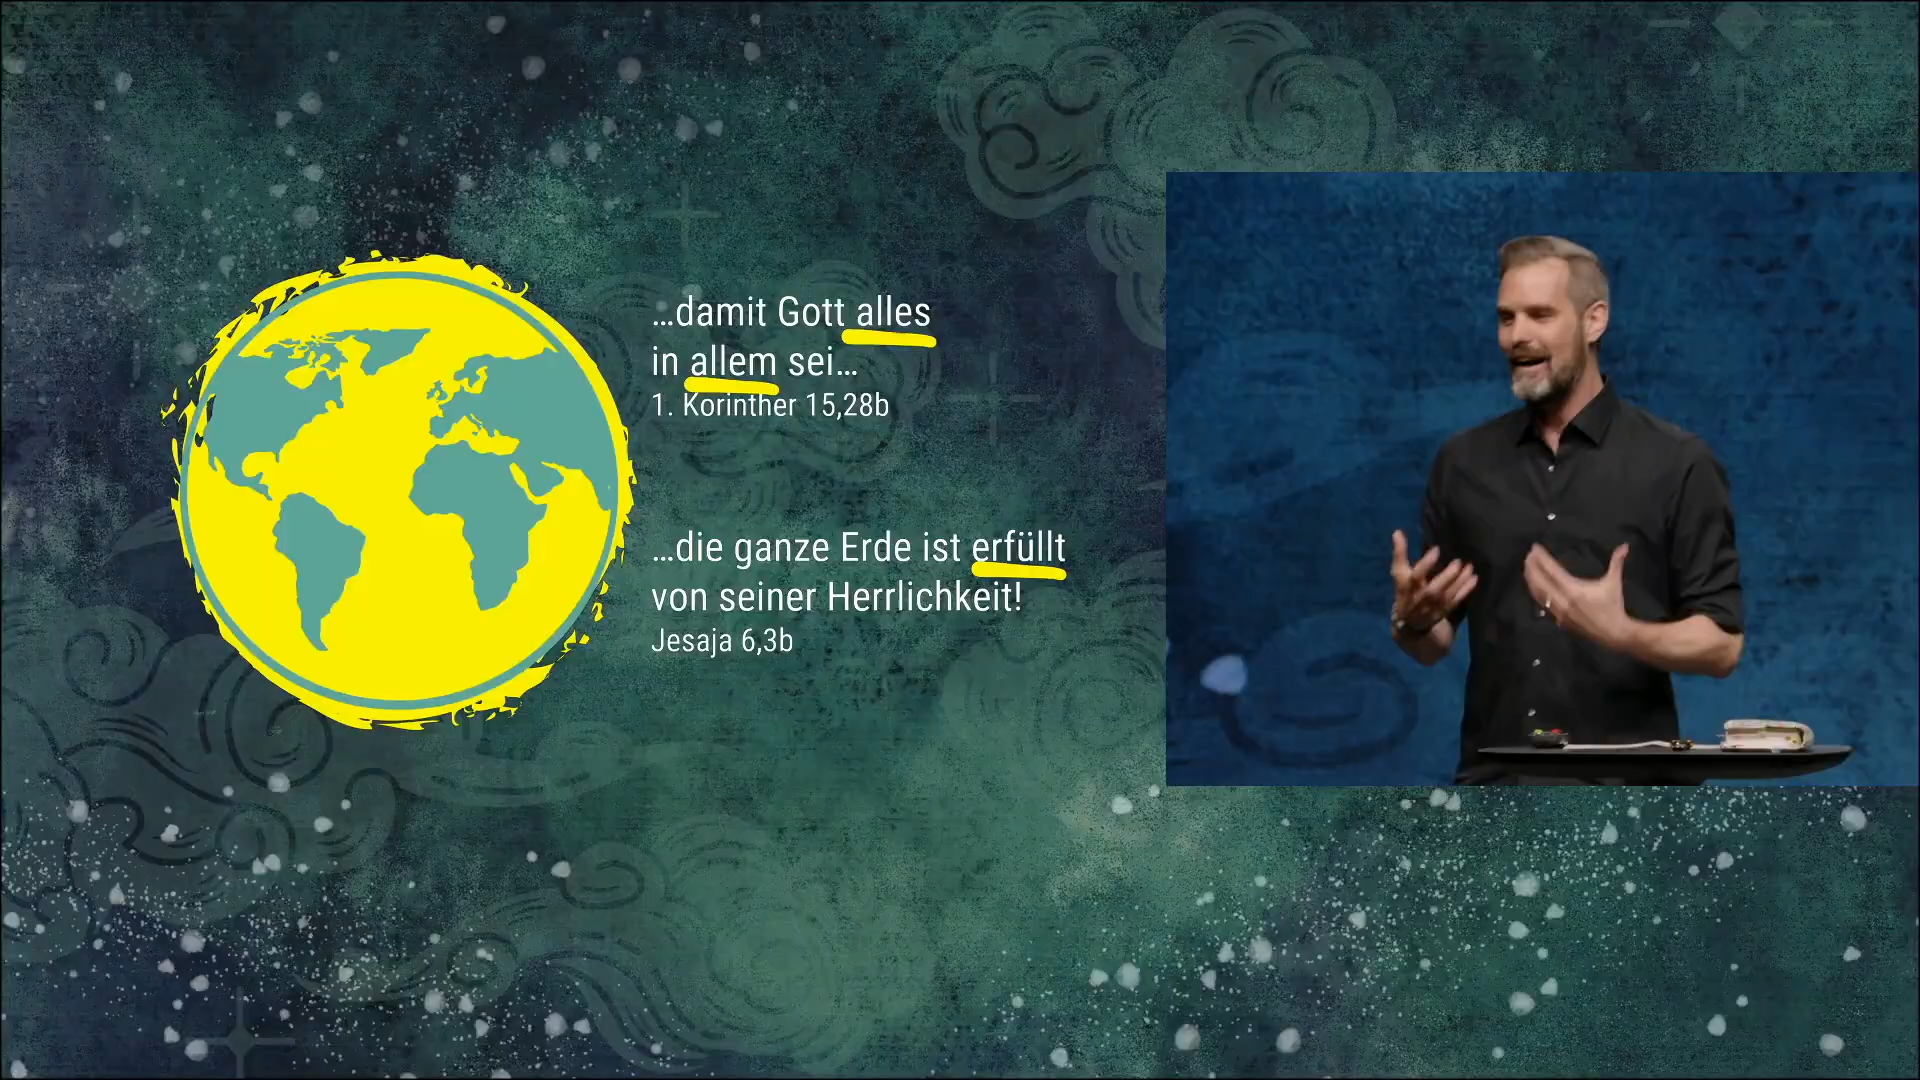 …damit Gott alles
in allem sei…
1. Korinther 15,28b
…die ganze Erde ist erfüllt
von seiner Herrlichkeit!
Jesaja 6,3b